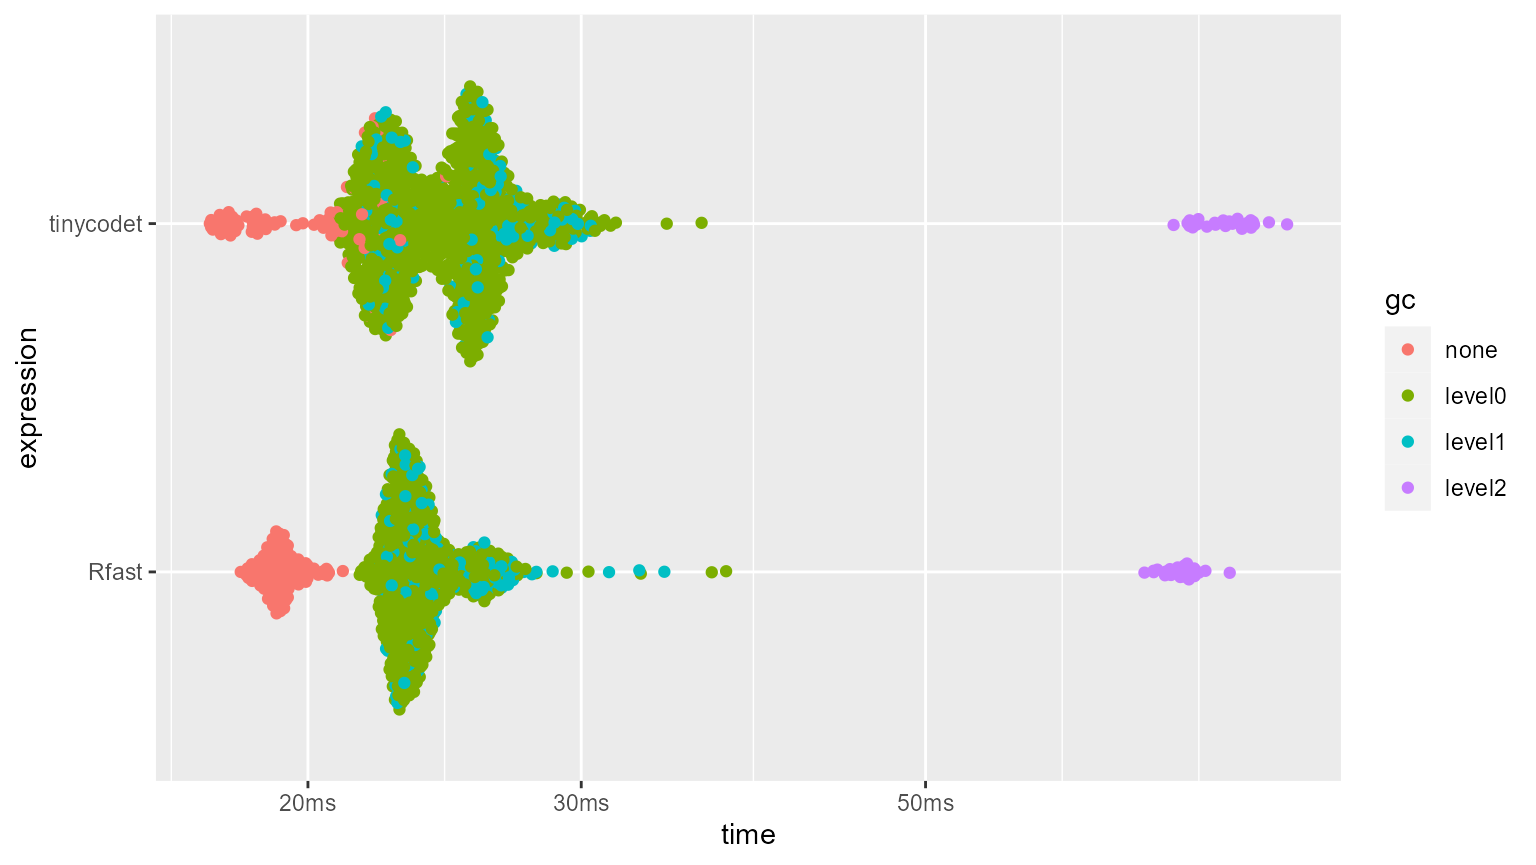 tinycodet
Rfast
expression
20ms
30ms
50ms
time
gc
none
level0
level1
level2